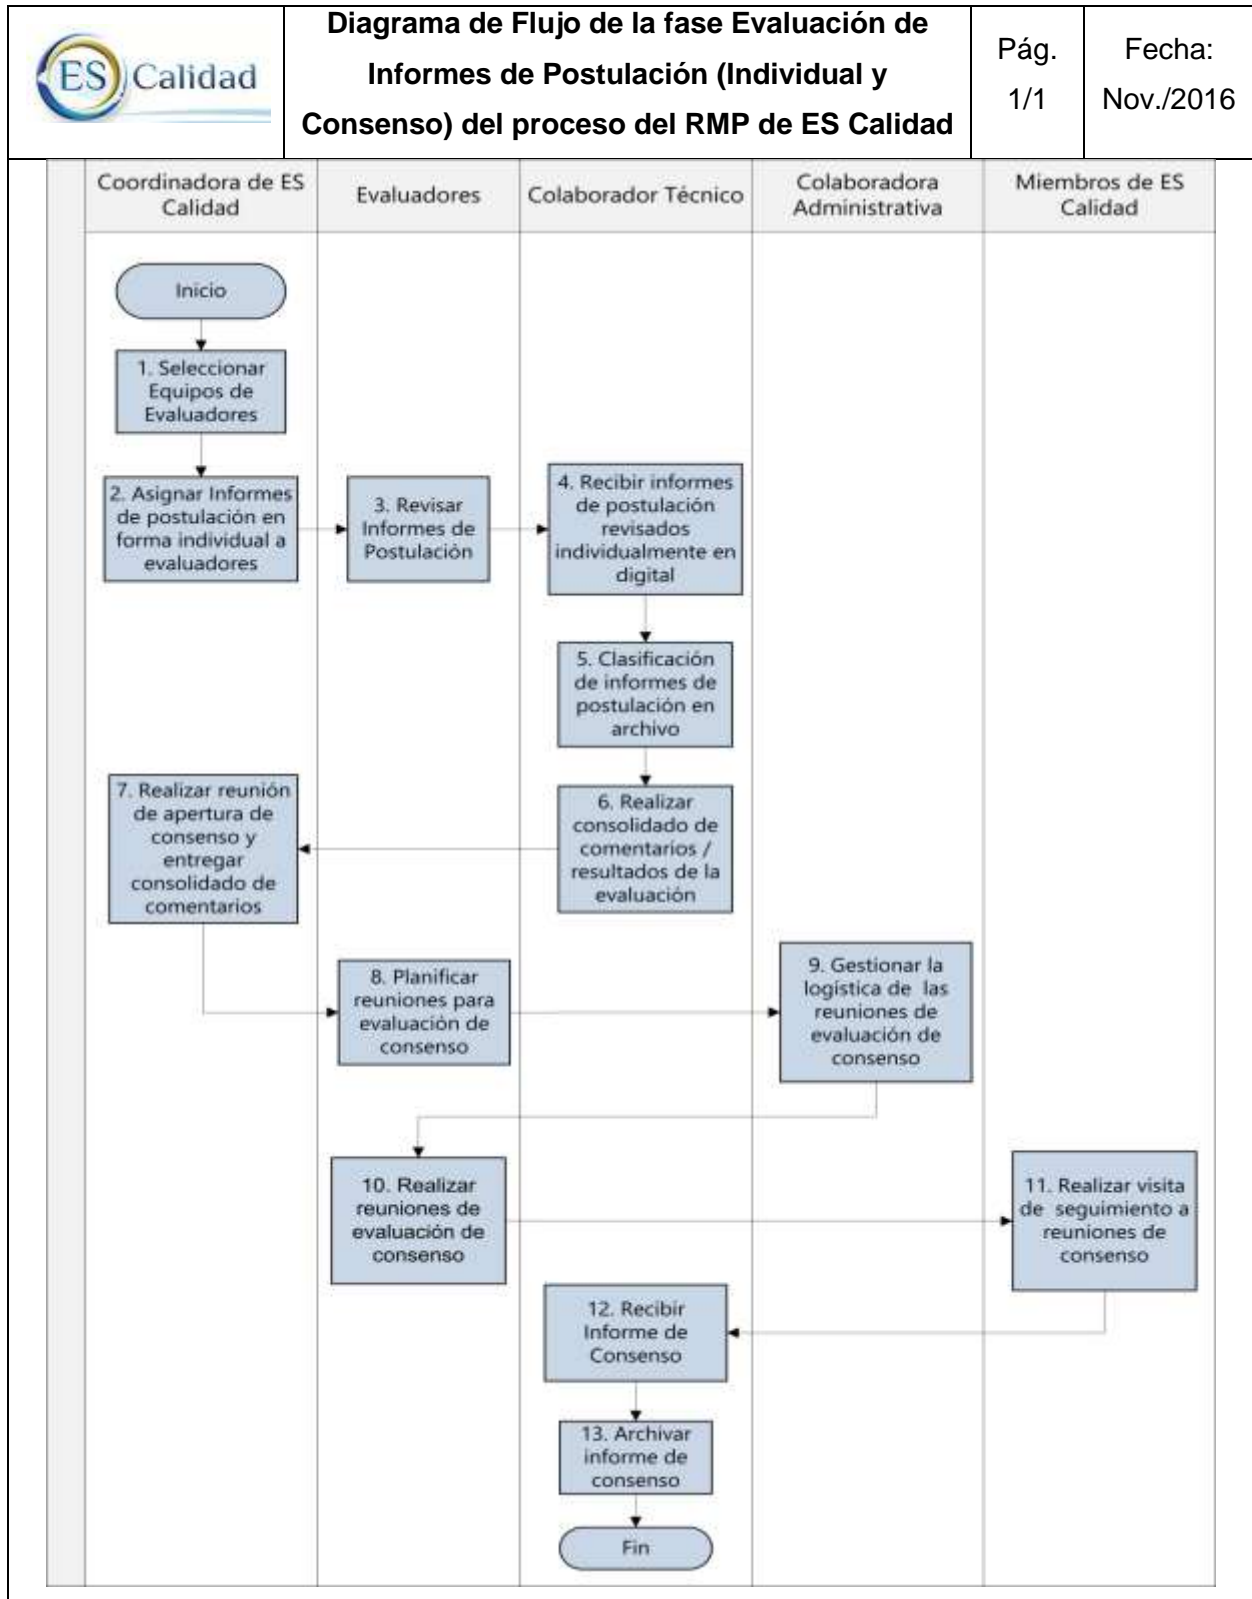 ES Calidad
Diagrama de Flujo de la fase Evaluación de
Informes de Postulación (Individual y
Consenso) del proceso del RMP de ES Calidad
Pág.
1/1
Fecha:
Nov./2016
Coordinadora de ES
Calidad
Evaluadores
Colaborador Técnico
Colaboradora
Administrativa
Miembros de ES
Calidad
Inicio
1. Seleccionar
Equipos de
Evaluadores
2. Asignar Informes
de postulación en
forma individual a
evaluadores
3. Revisar
Informes de
Postulación
4. Recibir informes
de postulación
revisados
individualmente en
digital
5. Clasificación
de informes de
postulación en
archivo
6. Realizar
consolidado de
comentarios /
resultados de la
evaluación
7. Realizar reunión
de apertura de
consenso y
entregar
consolidado de
comentarios
8. Planificar
reuniones para
evaluación de
consenso
9. Gestionar la
logística de las
reuniones de
evaluación de
consenso
10. Realizar
reuniones de
evaluación de
consenso
11. Realizar visita
de seguimiento a
reuniones de
consenso
12. Recibir
Informe de
Consenso
13. Archivar
informe de
consenso
Fin